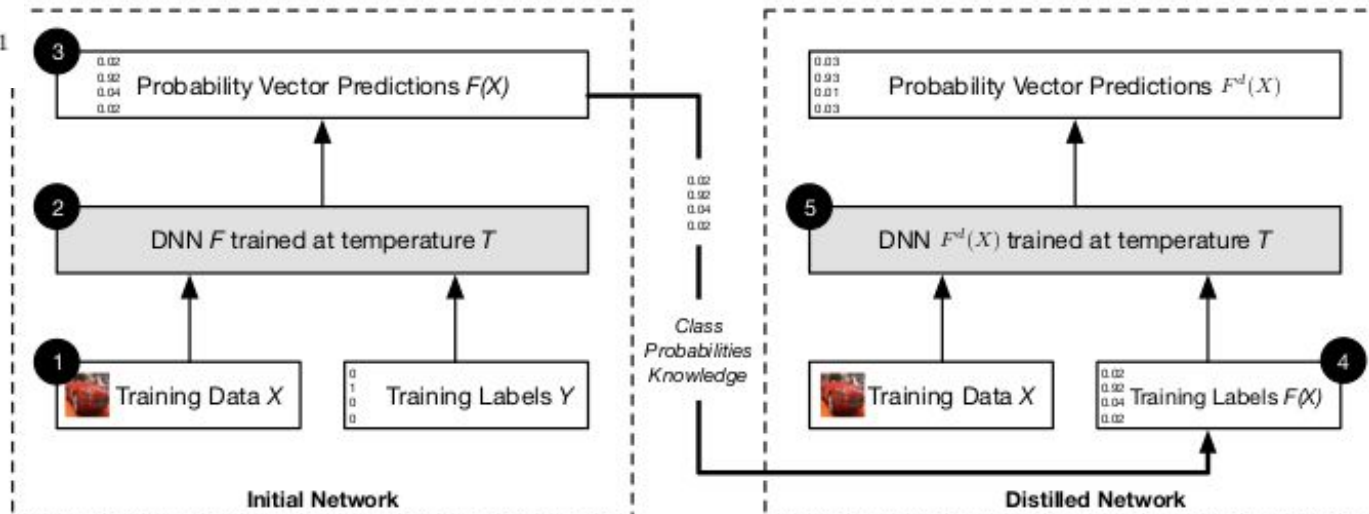 1
3
0.02
0.92
0.04
0.02
Probability Vector Predictions F(X)
2
DNN F trained at temperature T
1
Training Data X
0
1
0
0
Training Labels Y
Initial Network
0.02
0.92
0.04
0.02
Class
Probabilities
Knowledge
0.03
0.93
0.01
0.03
Probability Vector Predictions F^d(X)
5
DNN F^d(X) trained at temperature T
Training Data X
4
0.02
0.92
0.04
0.02
Training Labels F(X)
Distilled Network